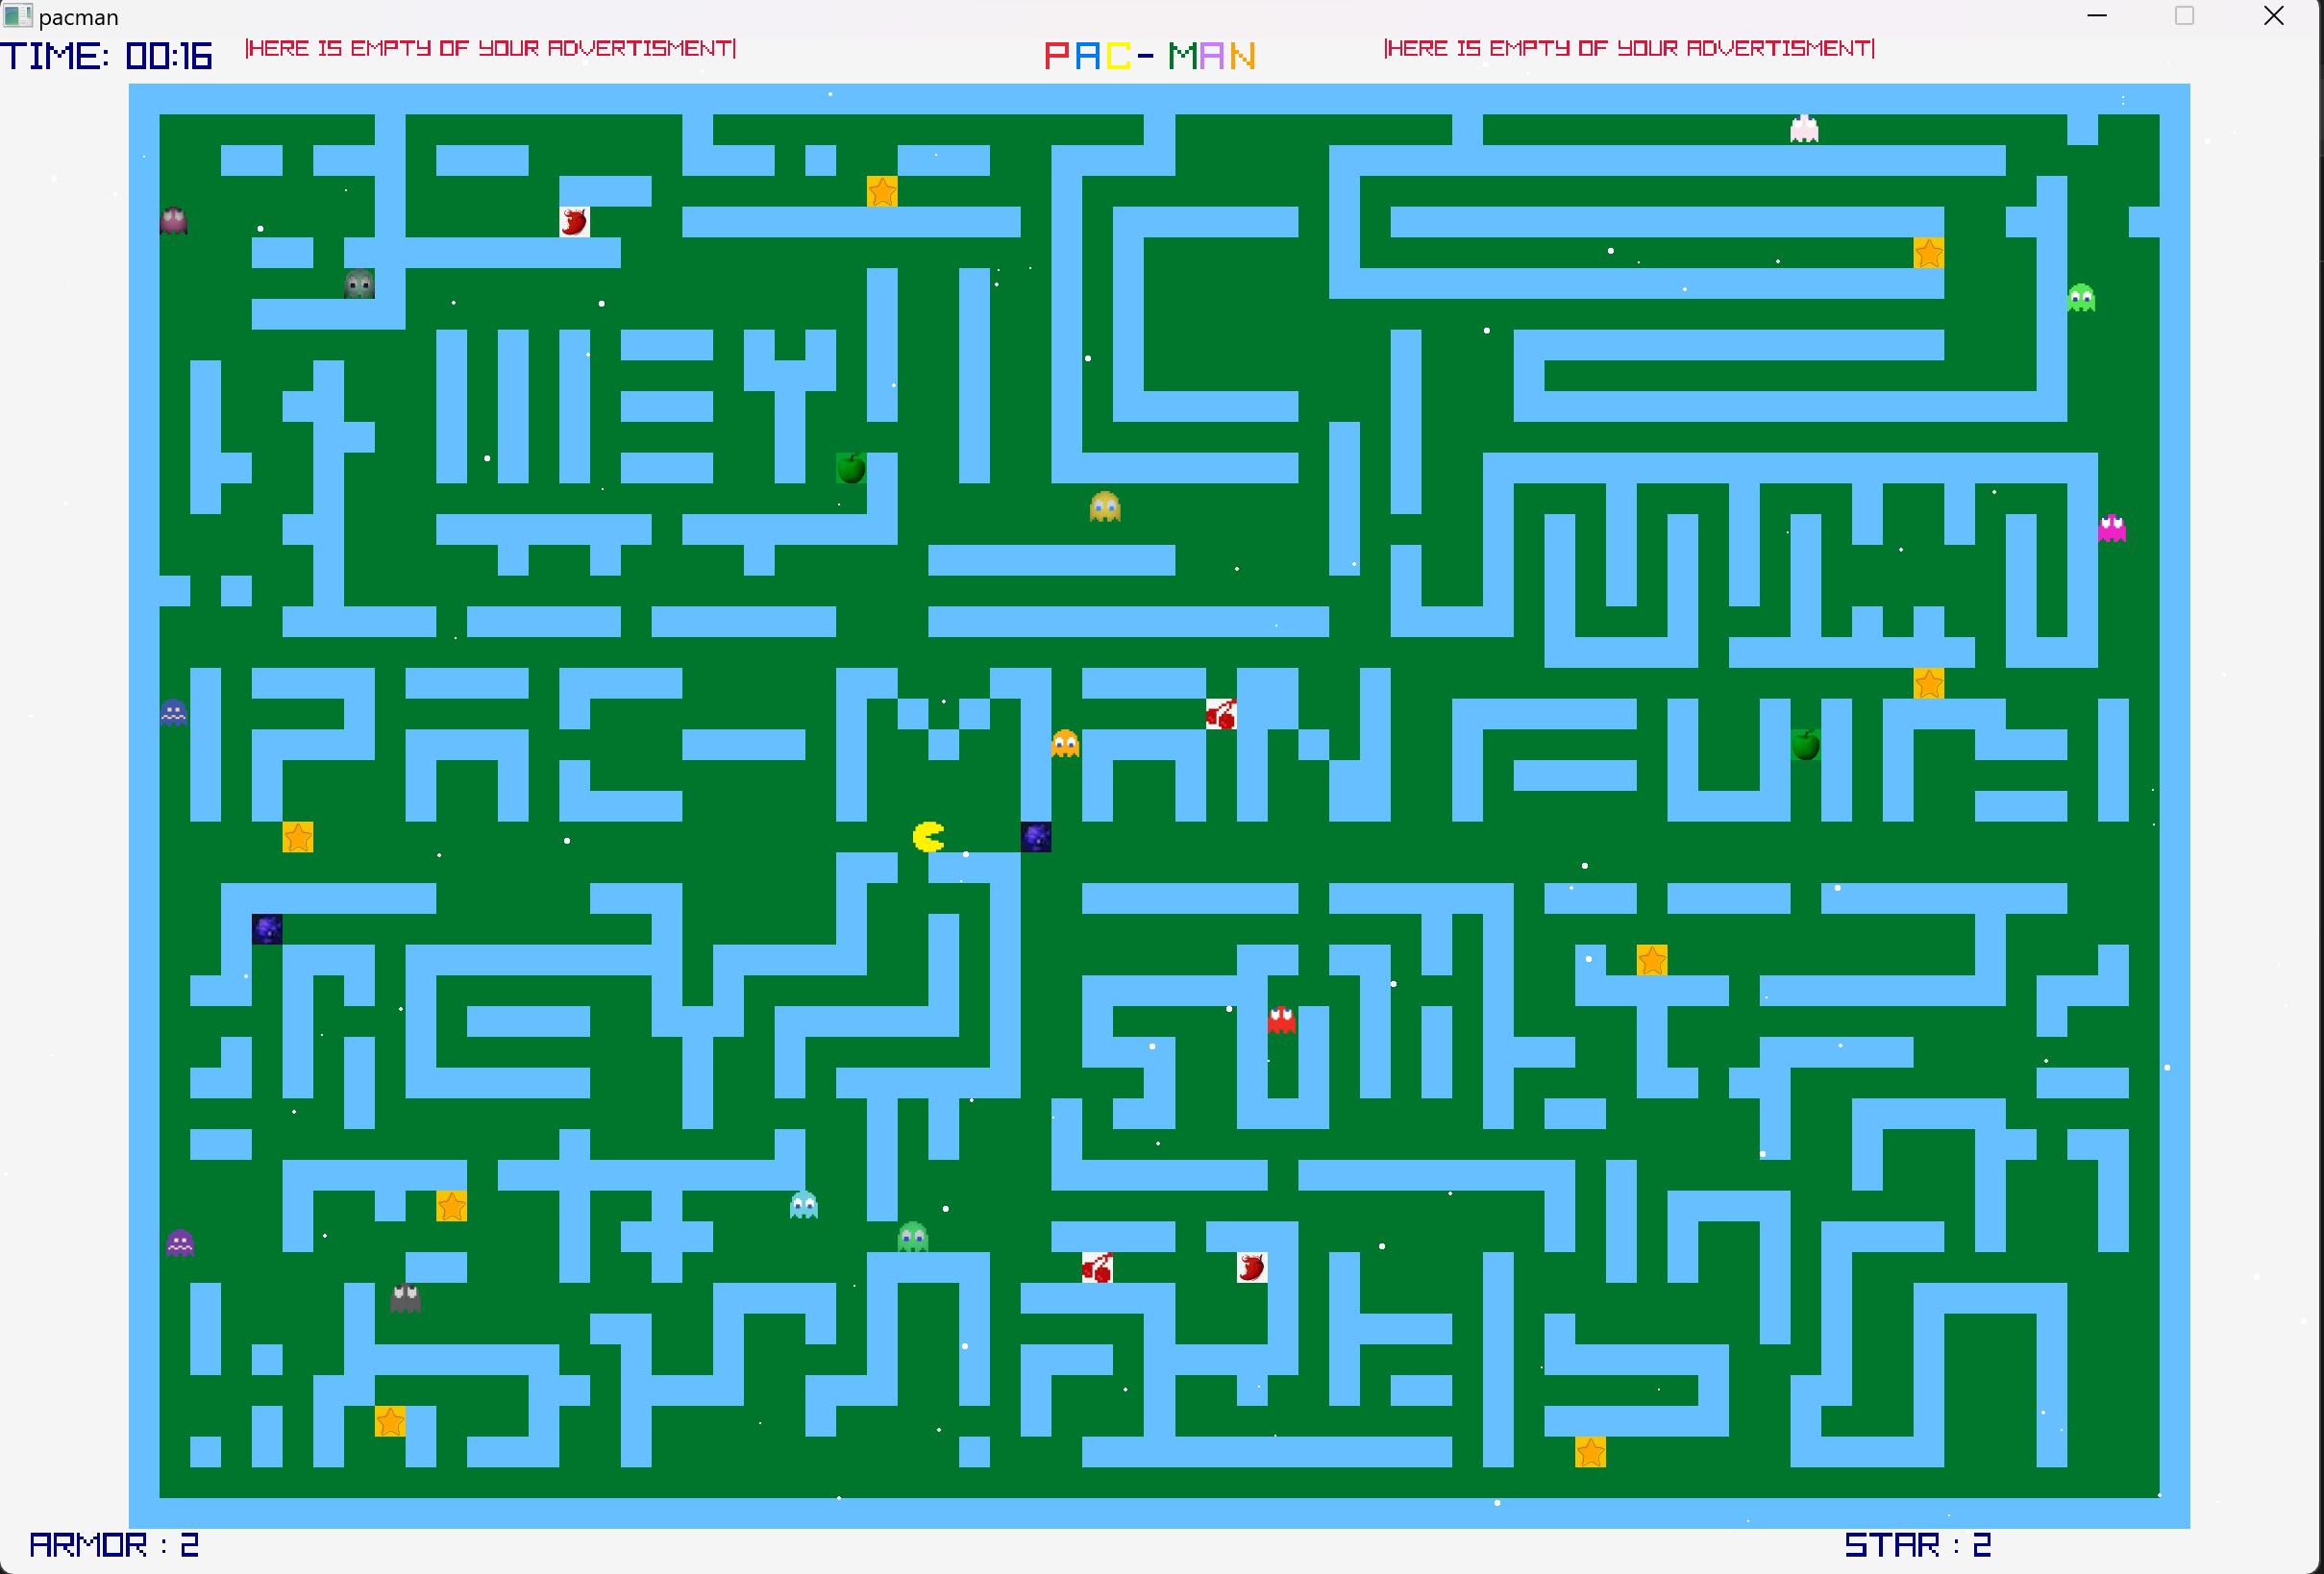 pacman
TIME: 00:16
|HERE IS EMPTY OF YOUR ADVERTISMENT|
PAC-MAN
|HERE IS EMPTY OF YOUR ADVERTISMENT|
ARMOR : 2
STAR : 2